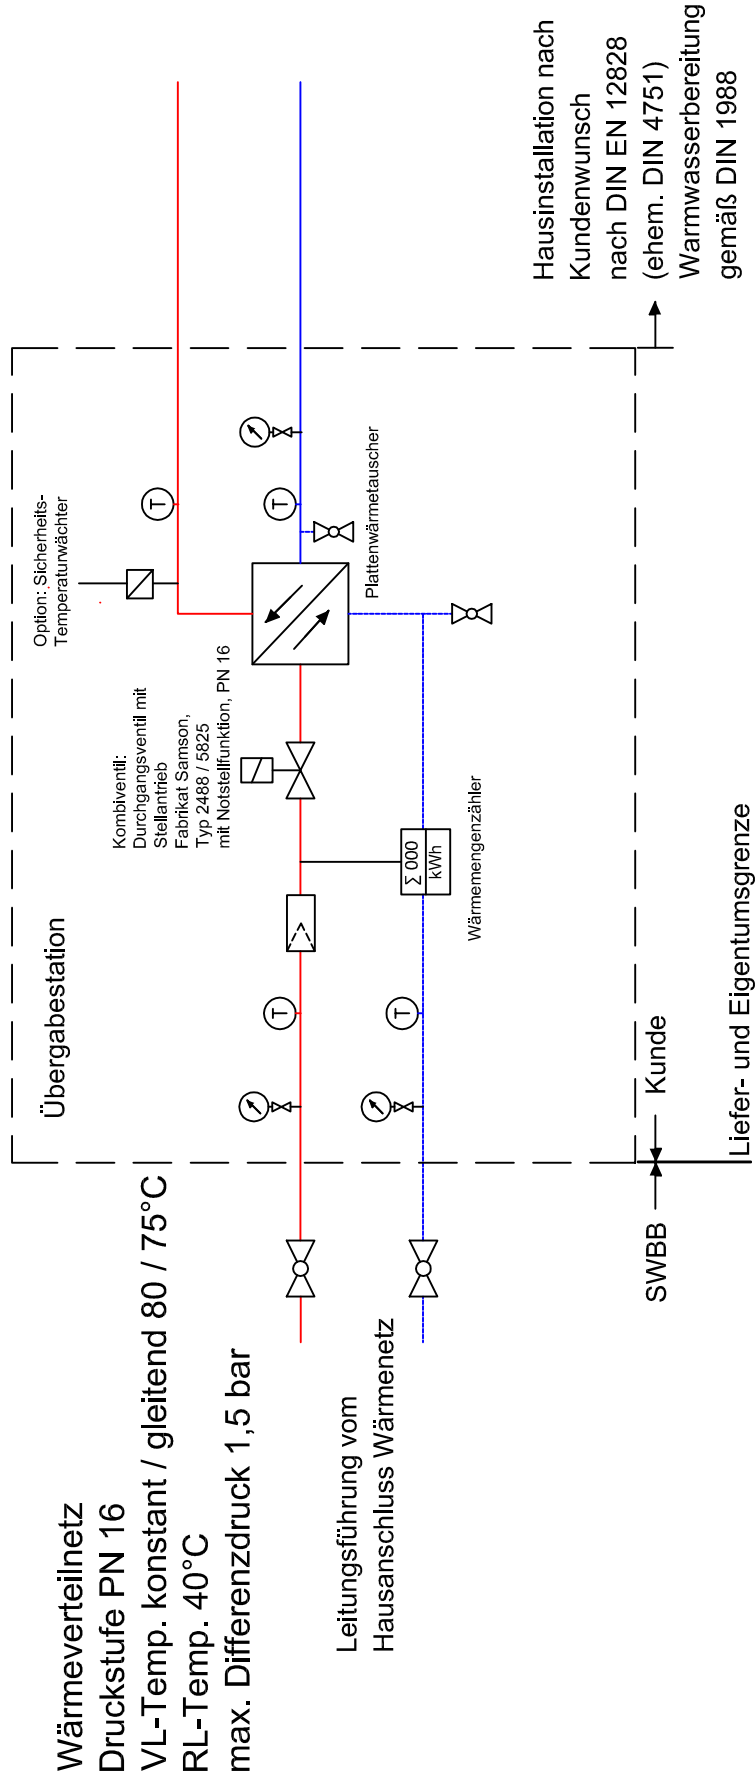 Wärmeverteilnetz
Druckstufe PN 16
VL-Temp. konstant / gleitend 80 / 75°C
RL-Temp. 40°C
max. Differenzdruck 1,5 bar
Leitungsführung vom
Hausanschluss Wärmenetz
Übergabestation
Kombiventil:
Durchgangsventil mit
Stellantrieb
Fabrikat Samson,
Typ 2488 / 5825
mit Notstellfunktion, PN 16
Option: Sicherheits-
Temperaturwächter
T
T
T
T
Σ 000
kWh
Wärmemengenzähler
Plattenwärmetauscher
SWBB
Kunde
Liefer- und Eigentumsgrenze
Hausinstallation nach
Kundenwunsch
nach DIN EN 12828
(ehem. DIN 4751)
Warmwasserbereitung
gemäß DIN 1988